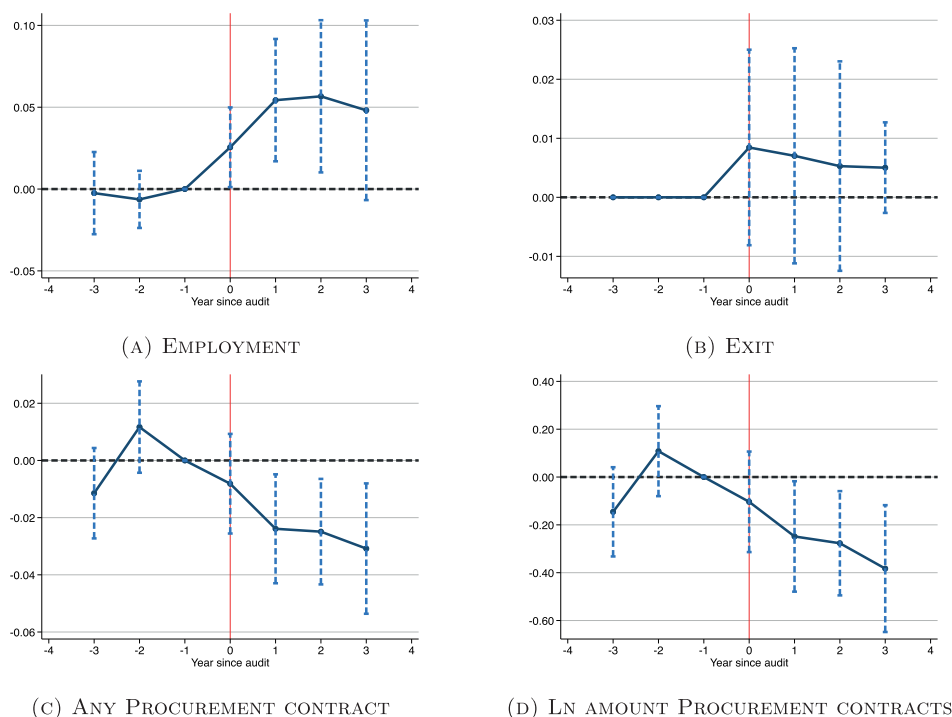 0.10
0.05
0.00
-0.05
-4 -3 -2 -1 0 1 2 3 4
Year since audit
(A) EMPLOYMENT
0.03
0.02
0.01
0.00
-0.01
-4 -3 -2 -1 0 1 2 3 4
Year since audit
(B) EXIT
0.02
0.00
-0.02
-0.04
-0.06
-4 -3 -2 -1 0 1 2 3 4
Year since audit
(C) ANY PROCUREMENT CONTRACT
0.40
0.20
0.00
-0.20
-0.40
-0.60
-4 -3 -2 -1 0 1 2 3 4
Year since audit
(D) LN AMOUNT PROCUREMENT CONTRACTS